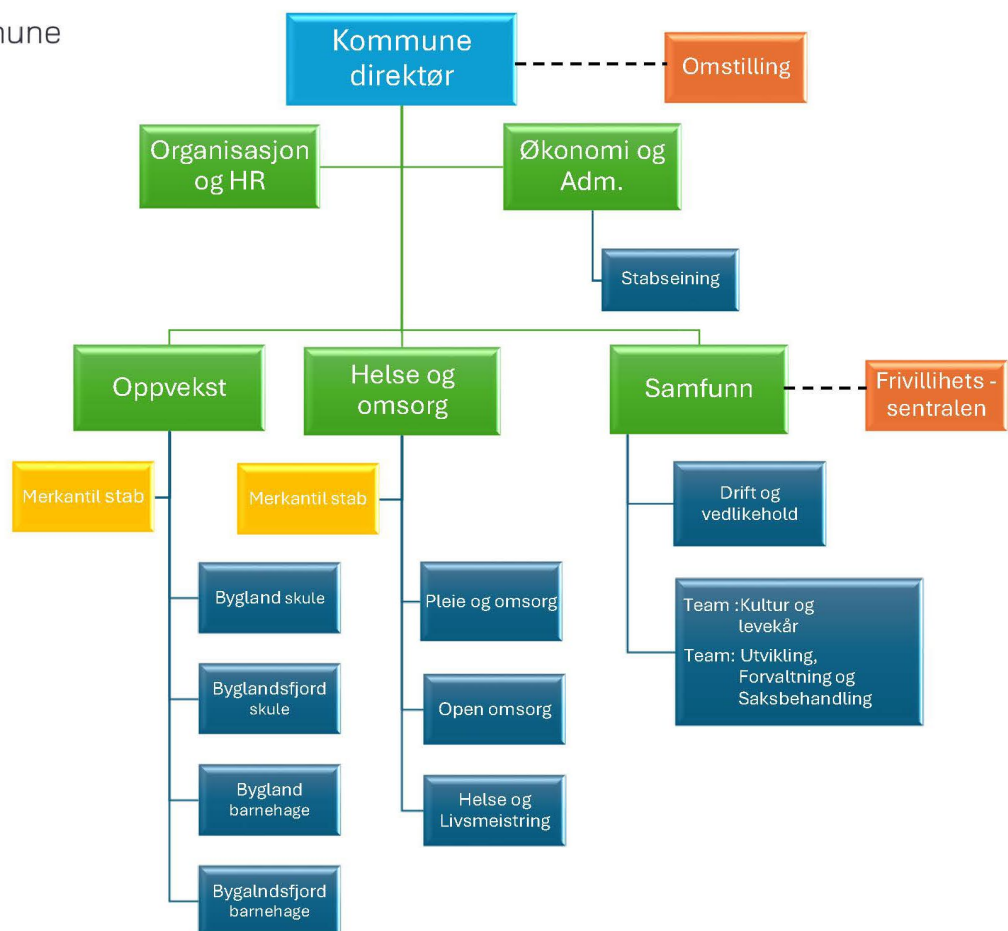 Kommune
direktør
Omstilling
Organisasjon
og HR
Økonomi og
Adm.
Stabseining
Oppvekst
Helse og
omsorg
Samfunn
Frivillihets -
sentralen
Merkantil stab
Merkantil stab
Drift og
vedlikehold
Bygland skule
Pleie og omsorg
Team :Kultur og
levekår
Team: Utvikling,
Forvaltning og
Saksbehandling
Byglandsfjord
skule
Open omsorg
Bygland
barnehage
Helse og
Livsmeistring
Bygalndsfjord
barnehage